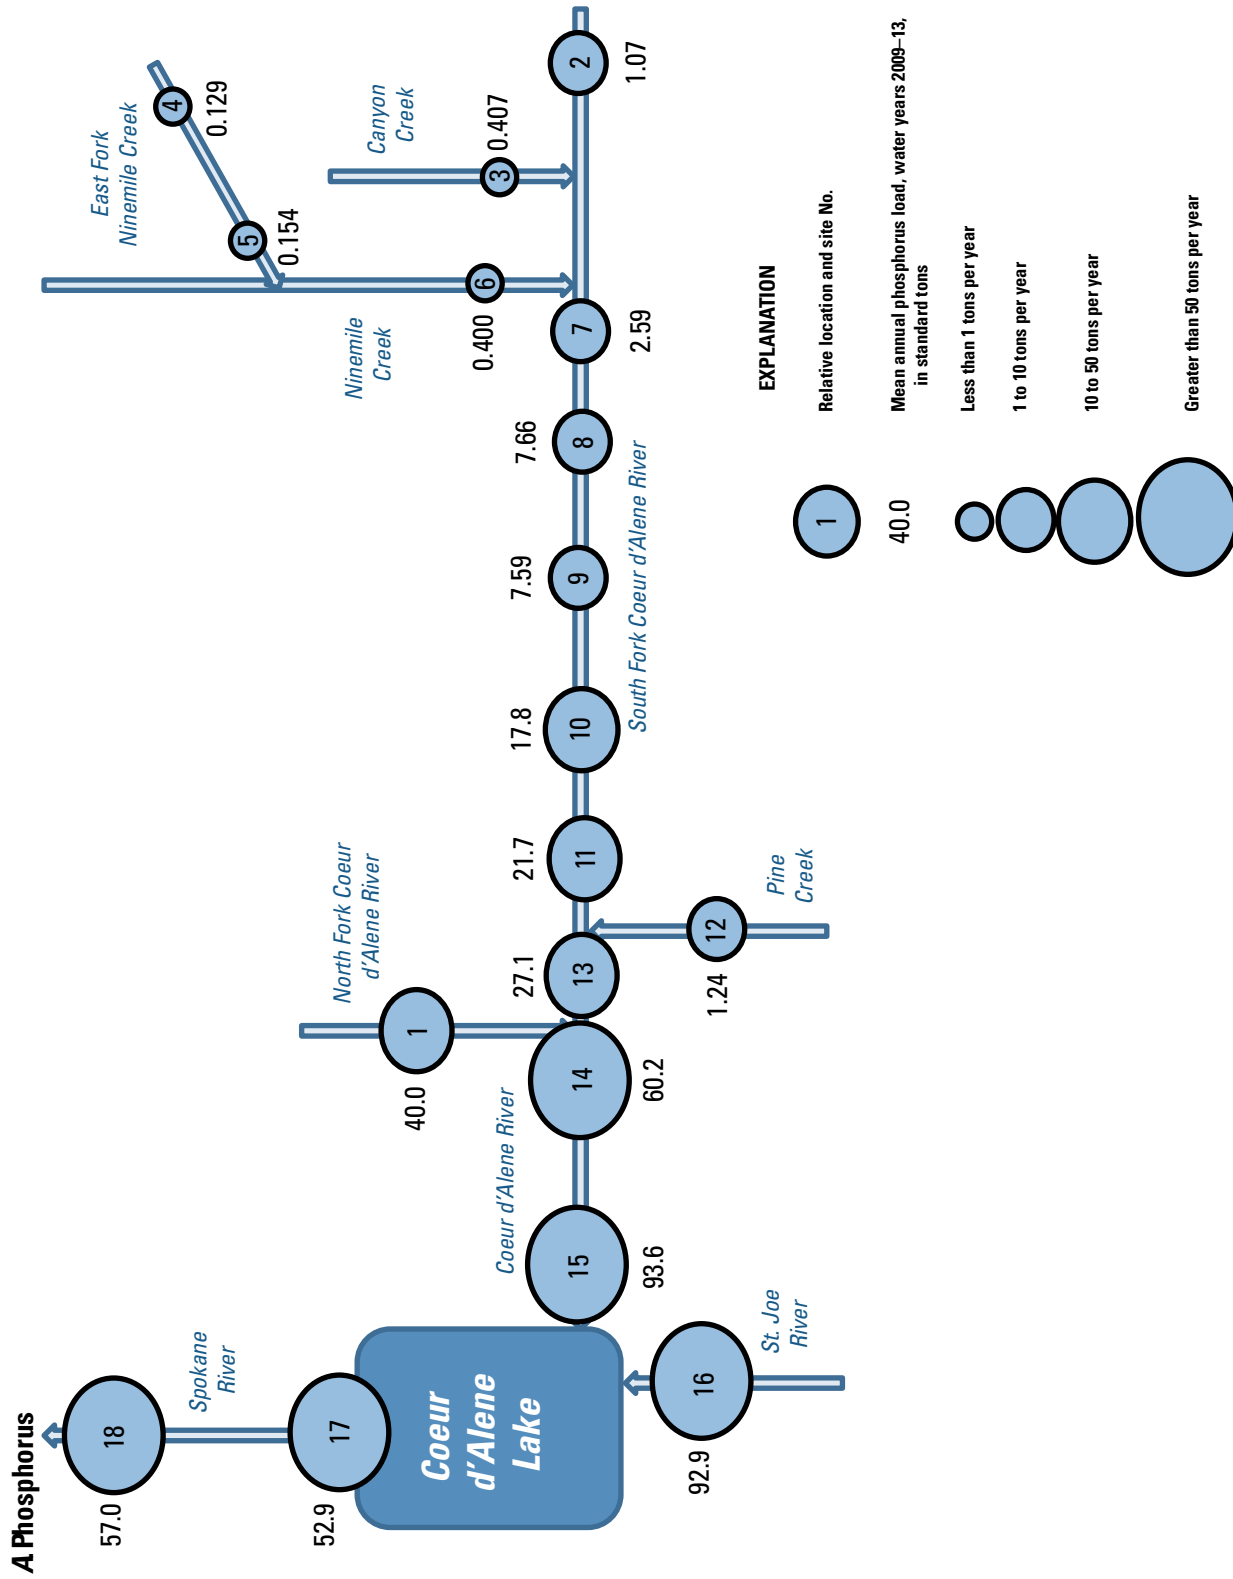 A Phosphorus
57.0
18
Spokane
River
52.9
17
Coeur
d'Alene
Lake
92.9
16
St. Joe
River
Coeur d'Alene River
15
93.6
14
60.2
North Fork Coeur
d'Alene River
40.0
1
27.1
13
1.24
12
Pine
Creek
21.7
11
17.8
10
South Fork Coeur d'Alene River
7.59
9
7.66
8
7
2.59
Ninemile
Creek
0.400
6
East Fork
Ninemile Creek
5
0.154
4
0.129
Canyon
Creek
3
0.407
2
1.07
EXPLANATION
1
Relative location and site No.
40.0
Mean annual phosphorus load, water years 2009–13,
in standard tons
Less than 1 tons per year
1 to 10 tons per year
10 to 50 tons per year
Greater than 50 tons per year